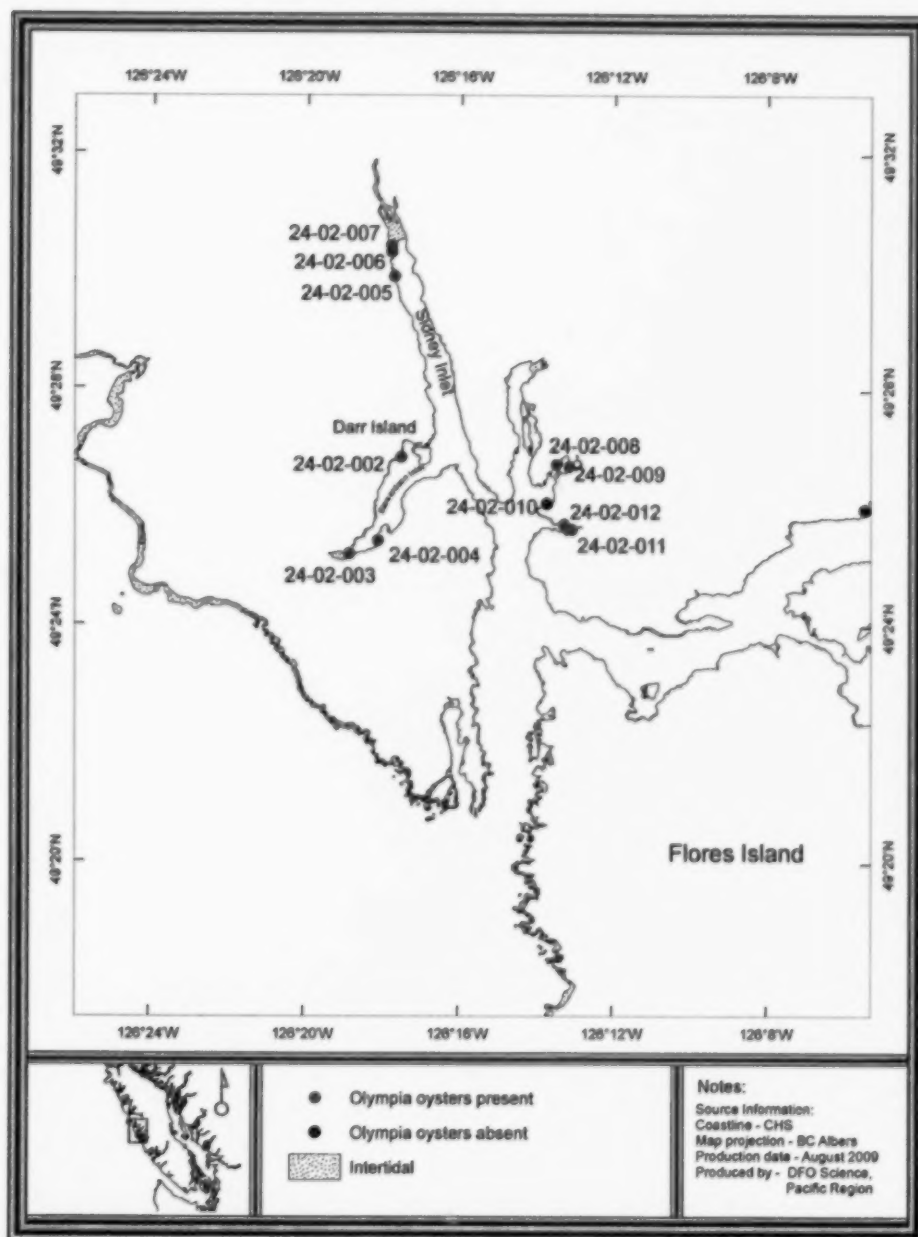 126°24'W 126°20'W 126°16'W 126°12'W 126°8'W
49°32'N 49°32'N
24-02-007
24-02-006
24-02-005
Sidney Inlet
49°28'N 49°28'N
Darr Island
24-02-002
24-02-008
24-02-009
24-02-010
24-02-012
24-02-011
24-02-004
24-02-003
49°24'N 49°24'N
49°20'N 49°20'N
Flores Island
126°24'W 126°20'W 126°16'W 126°12'W 126°8'W
Olympia oysters present
Olympia oysters absent
Intertidal
Notes:
Source Information:
Coastline - CHS
Map projection - BC Albers
Production date - August 2009
Produced by - DFO Science,
Pacific Region